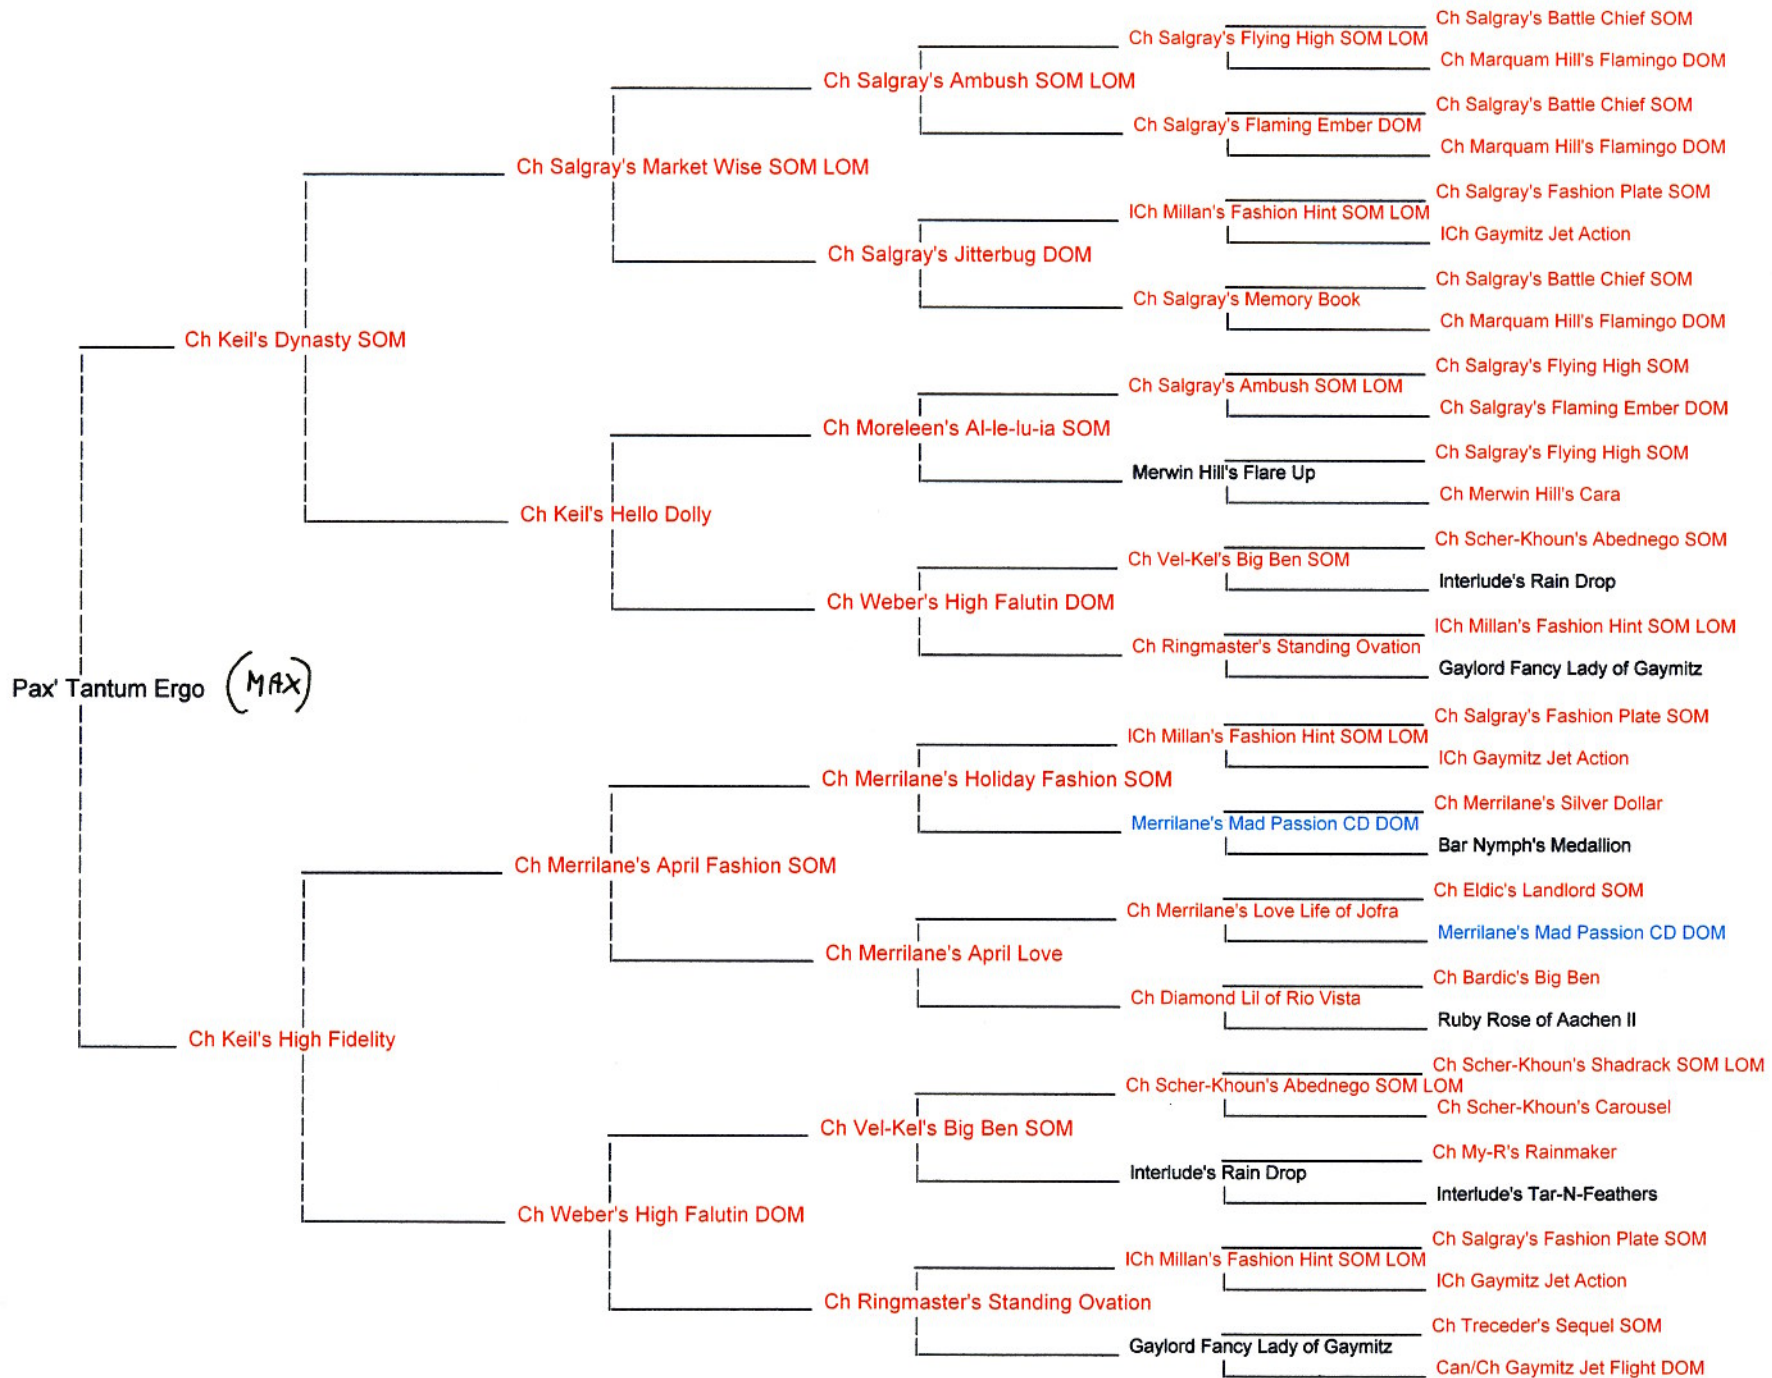 Ch Salgray's Battle Chief SOM
Ch Salgray's Flying High SOM LOM
Ch Marquam Hill's Flamingo DOM
Ch Salgray's Ambush SOM LOM
Ch Salgray's Battle Chief SOM
Ch Salgray's Flaming Ember DOM
Ch Marquam Hill's Flamingo DOM
Ch Salgray's Market Wise SOM LOM
Ch Salgray's Fashion Plate SOM
ICh Millan's Fashion Hint SOM LOM
ICh Gaymitz Jet Action
Ch Salgray's Jitterbug DOM
Ch Salgray's Battle Chief SOM
Ch Salgray's Memory Book
Ch Marquam Hill's Flamingo DOM
Ch Keil's Dynasty SOM
Ch Salgray's Flying High SOM
Ch Salgray's Ambush SOM LOM
Ch Salgray's Flaming Ember DOM
Ch Moreleen's Al-le-lu-ia SOM
Ch Salgray's Flying High SOM
Merwin Hill's Flare Up
Ch Merwin Hill's Cara
Ch Keil's Hello Dolly
Ch Scher-Khoun's Abednego SOM
Ch Vel-Kel's Big Ben SOM
Interlude's Rain Drop
Ch Weber's High Falutin DOM
ICh Millan's Fashion Hint SOM LOM
Ch Ringmaster's Standing Ovation
Gaylord Fancy Lady of Gaymitz
Pax' Tantum Ergo (MAX)
Ch Salgray's Fashion Plate SOM
ICh Millan's Fashion Hint SOM LOM
ICh Gaymitz Jet Action
Ch Merrilane's Holiday Fashion SOM
Ch Merrilane's Silver Dollar
Merrilane's Mad Passion CD DOM
Bar Nymph's Medallion
Ch Merrilane's April Fashion SOM
Ch Eldic's Landlord SOM
Ch Merrilane's Love Life of Jofra
Merrilane's Mad Passion CD DOM
Ch Merrilane's April Love
Ch Bardic's Big Ben
Ch Diamond Lil of Rio Vista
Ruby Rose of Aachen II
Ch Keil's High Fidelity
Ch Scher-Khoun's Shadrack SOM LOM
Ch Scher-Khoun's Abednego SOM LOM
Ch Scher-Khoun's Carousel
Ch Vel-Kel's Big Ben SOM
Ch My-R's Rainmaker
Interlude's Rain Drop
Interlude's Tar-N-Feathers
Ch Weber's High Falutin DOM
Ch Salgray's Fashion Plate SOM
ICh Millan's Fashion Hint SOM LOM
ICh Gaymitz Jet Action
Ch Ringmaster's Standing Ovation
Ch Treceder's Sequel SOM
Gaylord Fancy Lady of Gaymitz
Can/Ch Gaymitz Jet Flight DOM